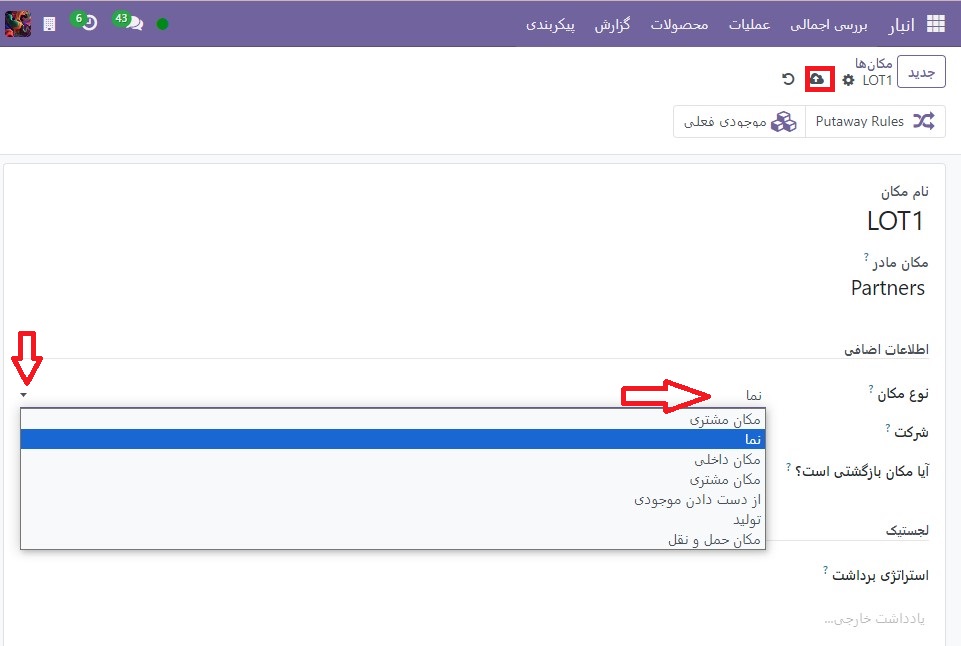 انبار بررسی اجمالی عملیات محصولات گزارش پیکربندی 43 6
جدید مکان‌ها
LOT1
Putaway Rules موجودی فعلی
نام مکان
LOT1
مکان مادر ?
Partners
اطلاعات اضافی
نوع مکان ? نما
شرکت ?
آیا مکان بازگشتی است؟ ?
مکان مشتری
نما
مکان داخلی
مکان مشتری
از دست دادن موجودی
تولید
مکان حمل و نقل
لجستیک
استراتژی برداشت ?
یادداشت خارجی...